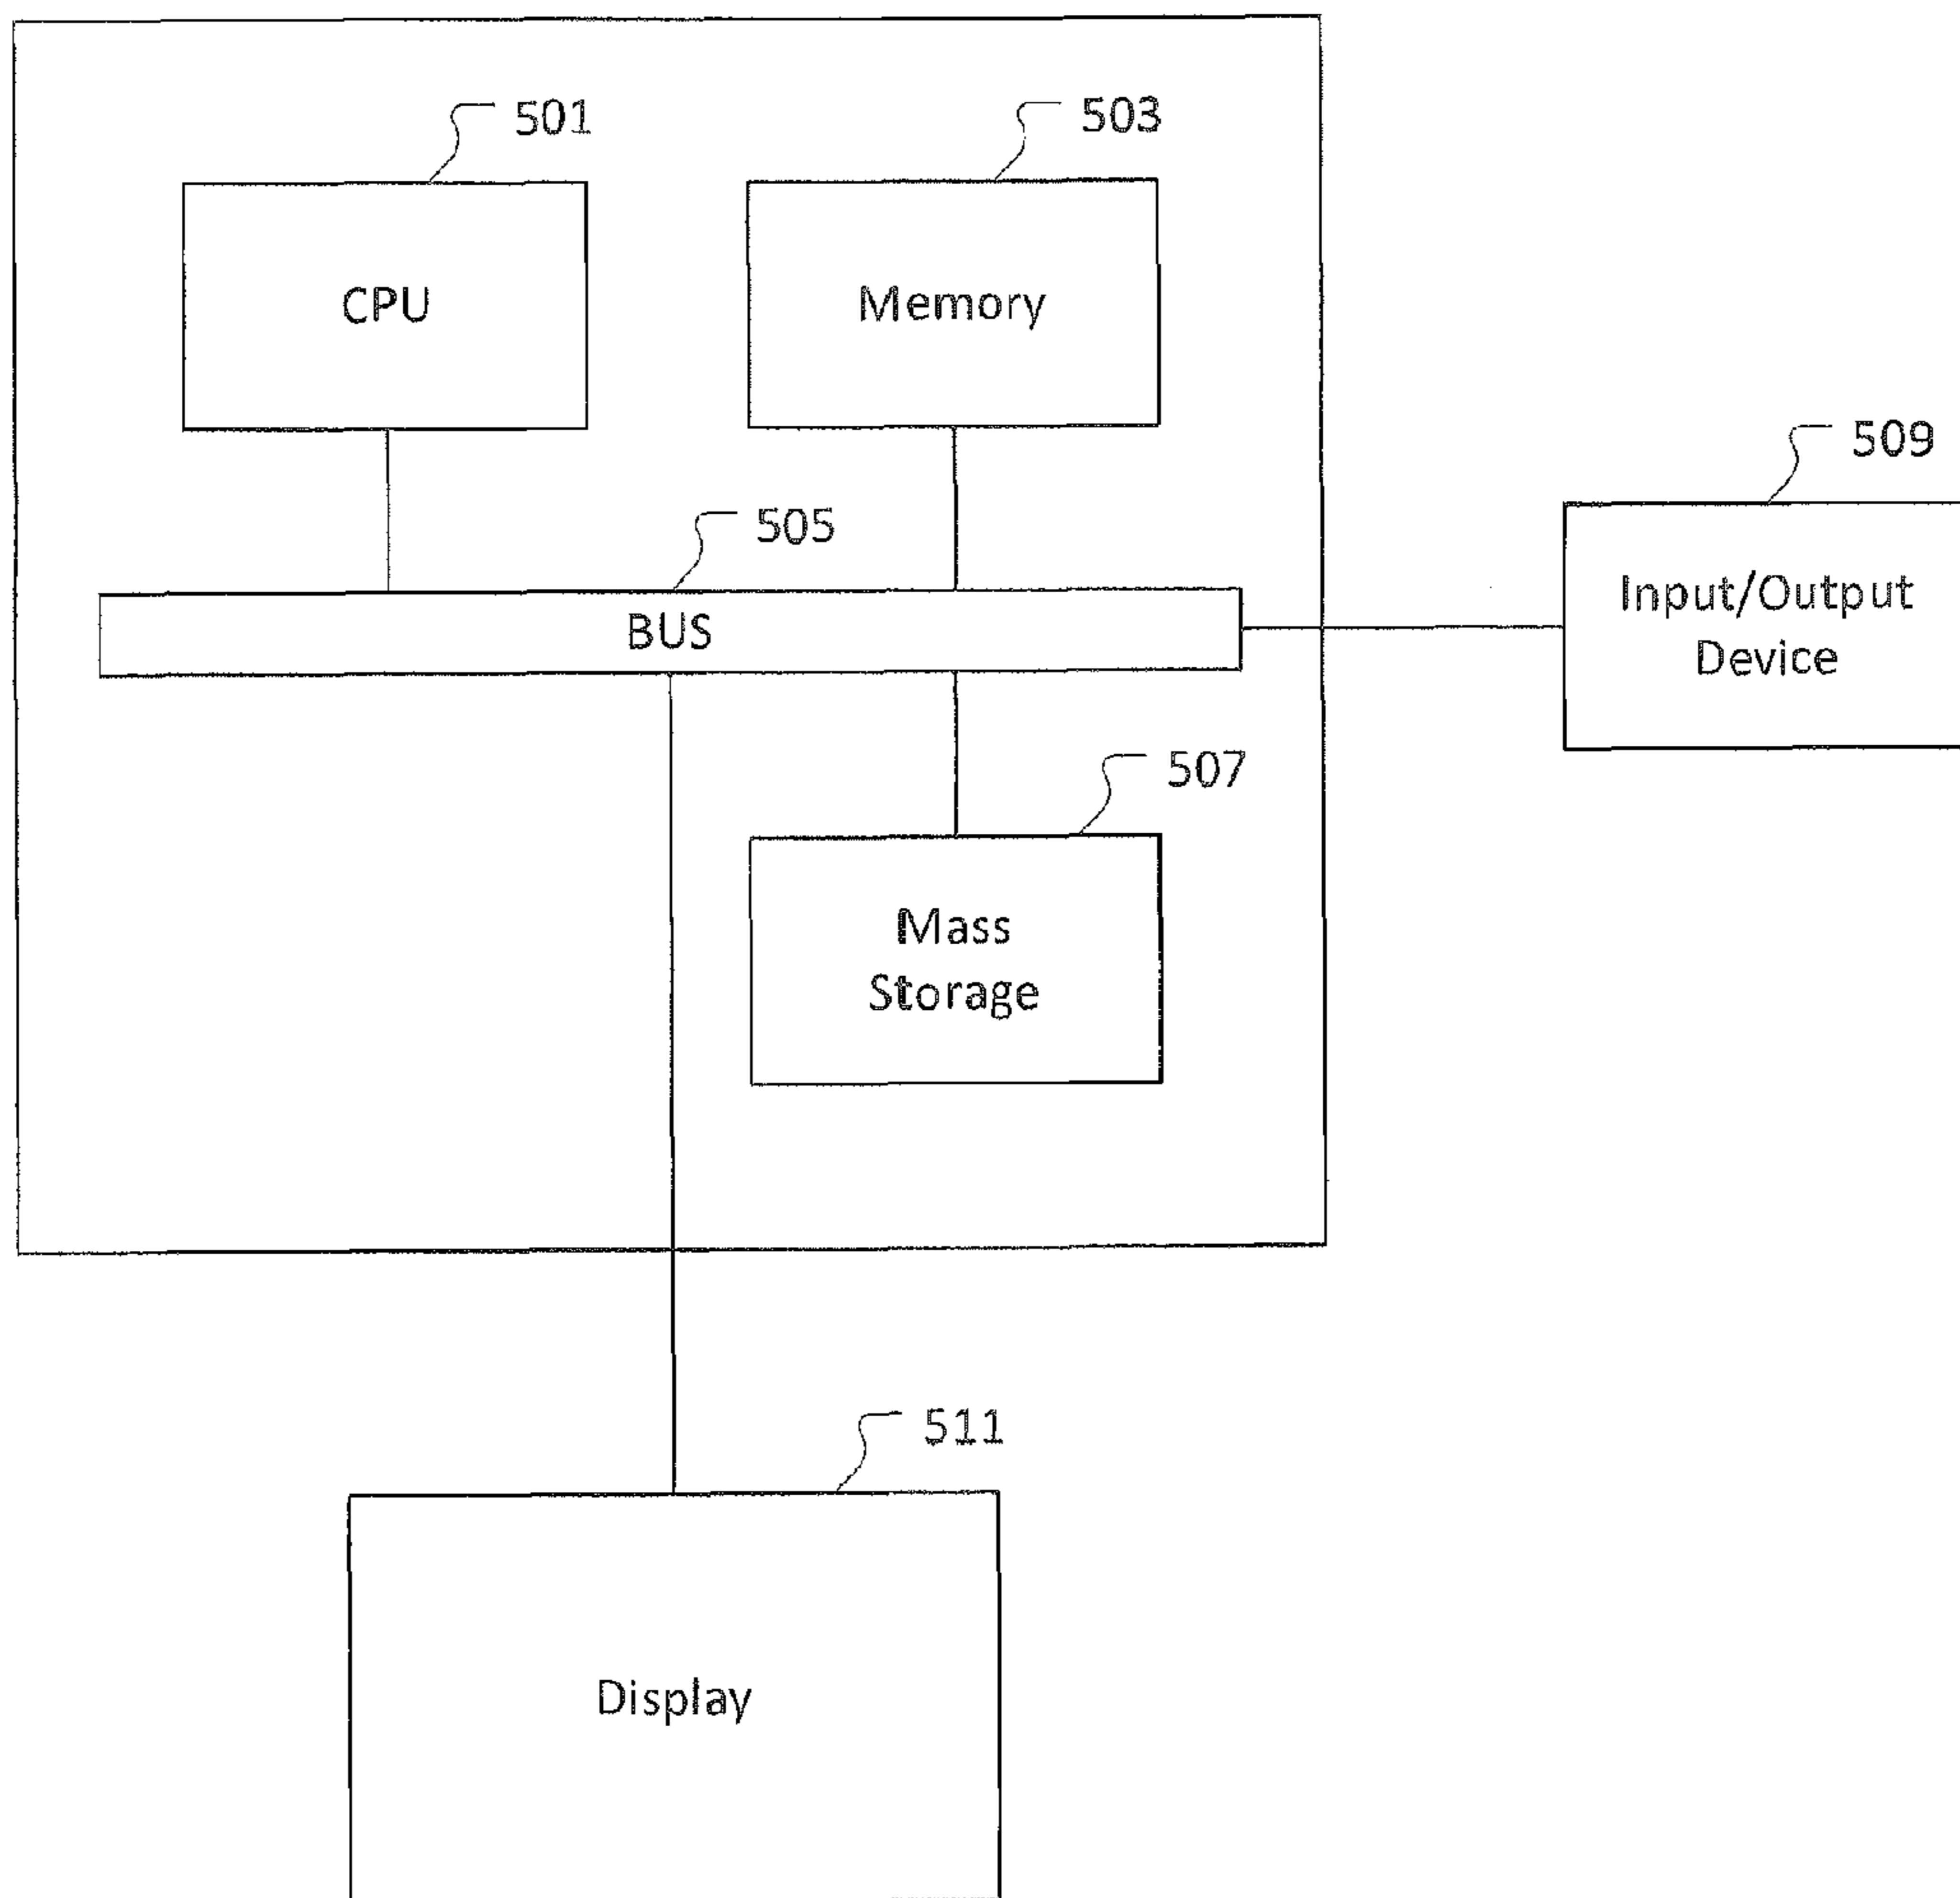 501
503
CPU
Memory
509
505
Input/Output
Device
BUS
507
Mass
Storage
511
Display